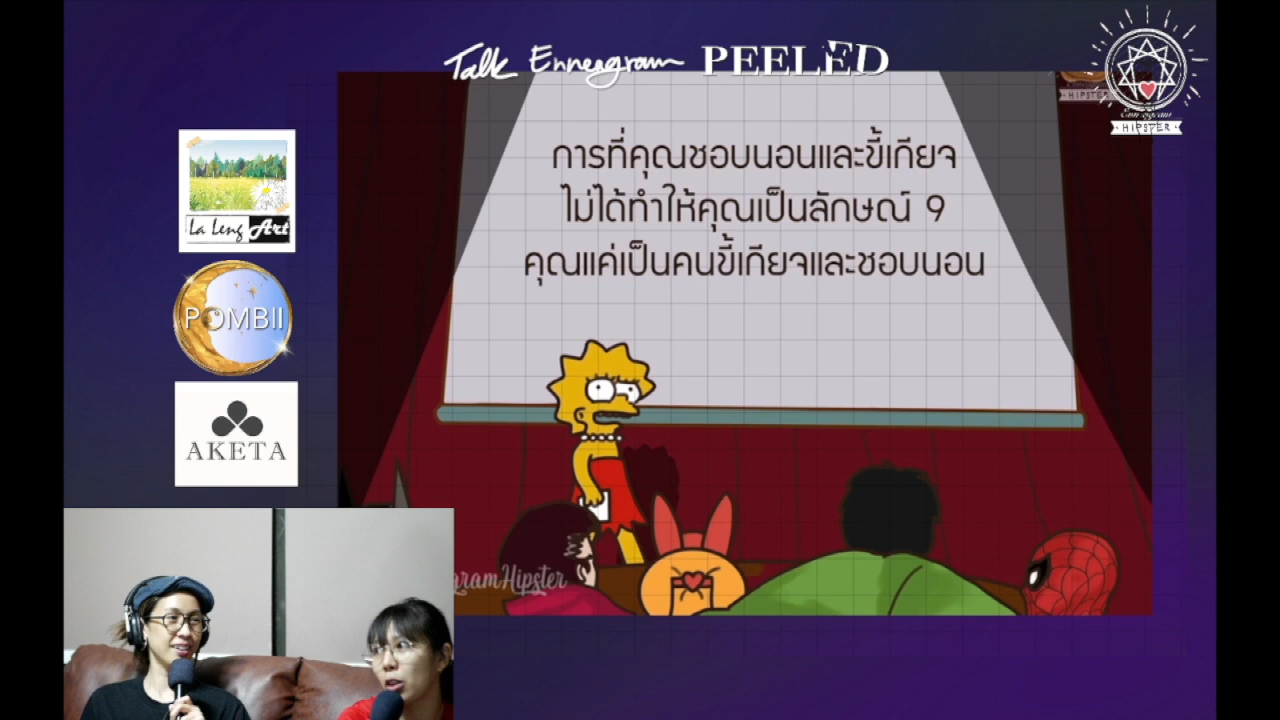 Talk Enneagram PEELED
HIPSTER
Enneagram
HIPSTER
การที่คุณชอบนอนและขี้เกียจ
ไม่ได้ทำให้คุณเป็นลักษณ์ 9
คุณแค่เป็นคนขี้เกียจและชอบนอน
La Leng Art
POMBII
AKETA
gramHipster